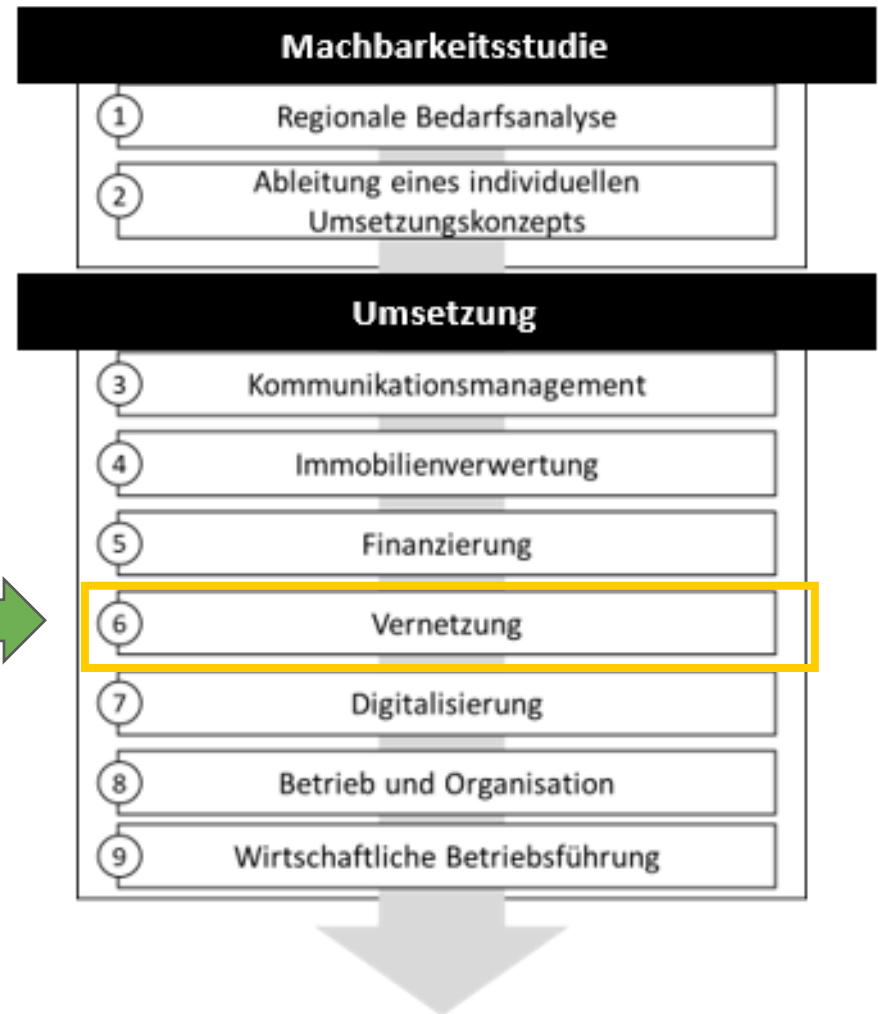 Machbarkeitsstudie
1 Regionale Bedarfsanalyse
2 Ableitung eines individuellen
Umsetzungskonzepts
Umsetzung
3 Kommunikationsmanagement
4 Immobilienverwertung
5 Finanzierung
6 Vernetzung
7 Digitalisierung
8 Betrieb und Organisation
9 Wirtschaftliche Betriebsführung